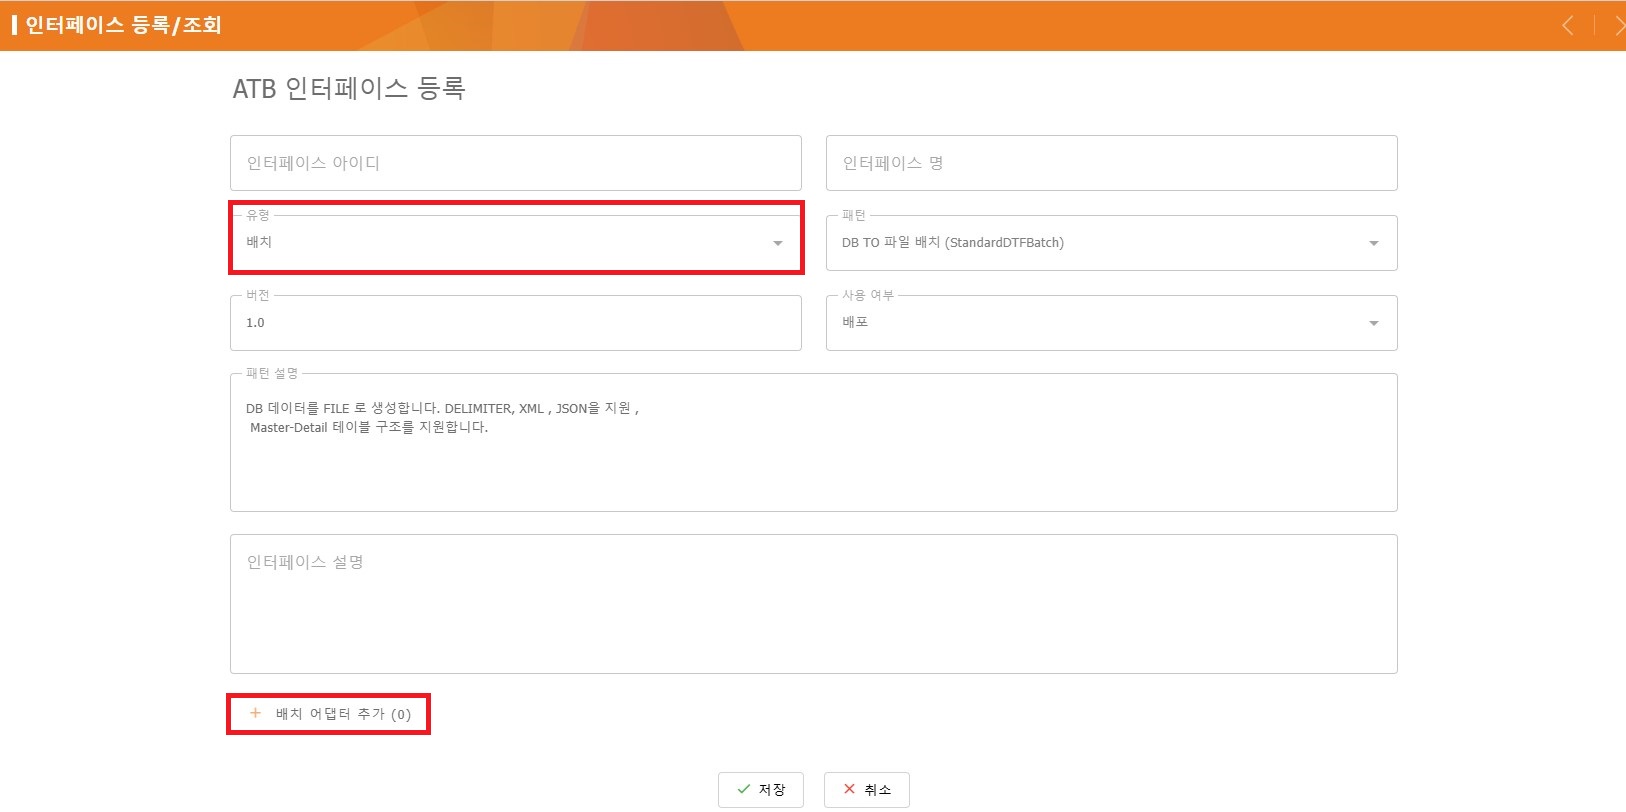 인터페이스 등록/조회
ATB 인터페이스 등록
인터페이스 아이디
인터페이스 명
유형
배치
패턴
DB TO 파일 배치 (StandardDTFBatch)
버전
1.0
사용 여부
배포
패턴 설명
DB 데이터를 FILE 로 생성합니다. DELIMITER, XML , JSON을 지원 ,
Master-Detail 테이블 구조를 지원합니다.
인터페이스 설명
+ 배치 어댑터 추가 (0)
저장
취소